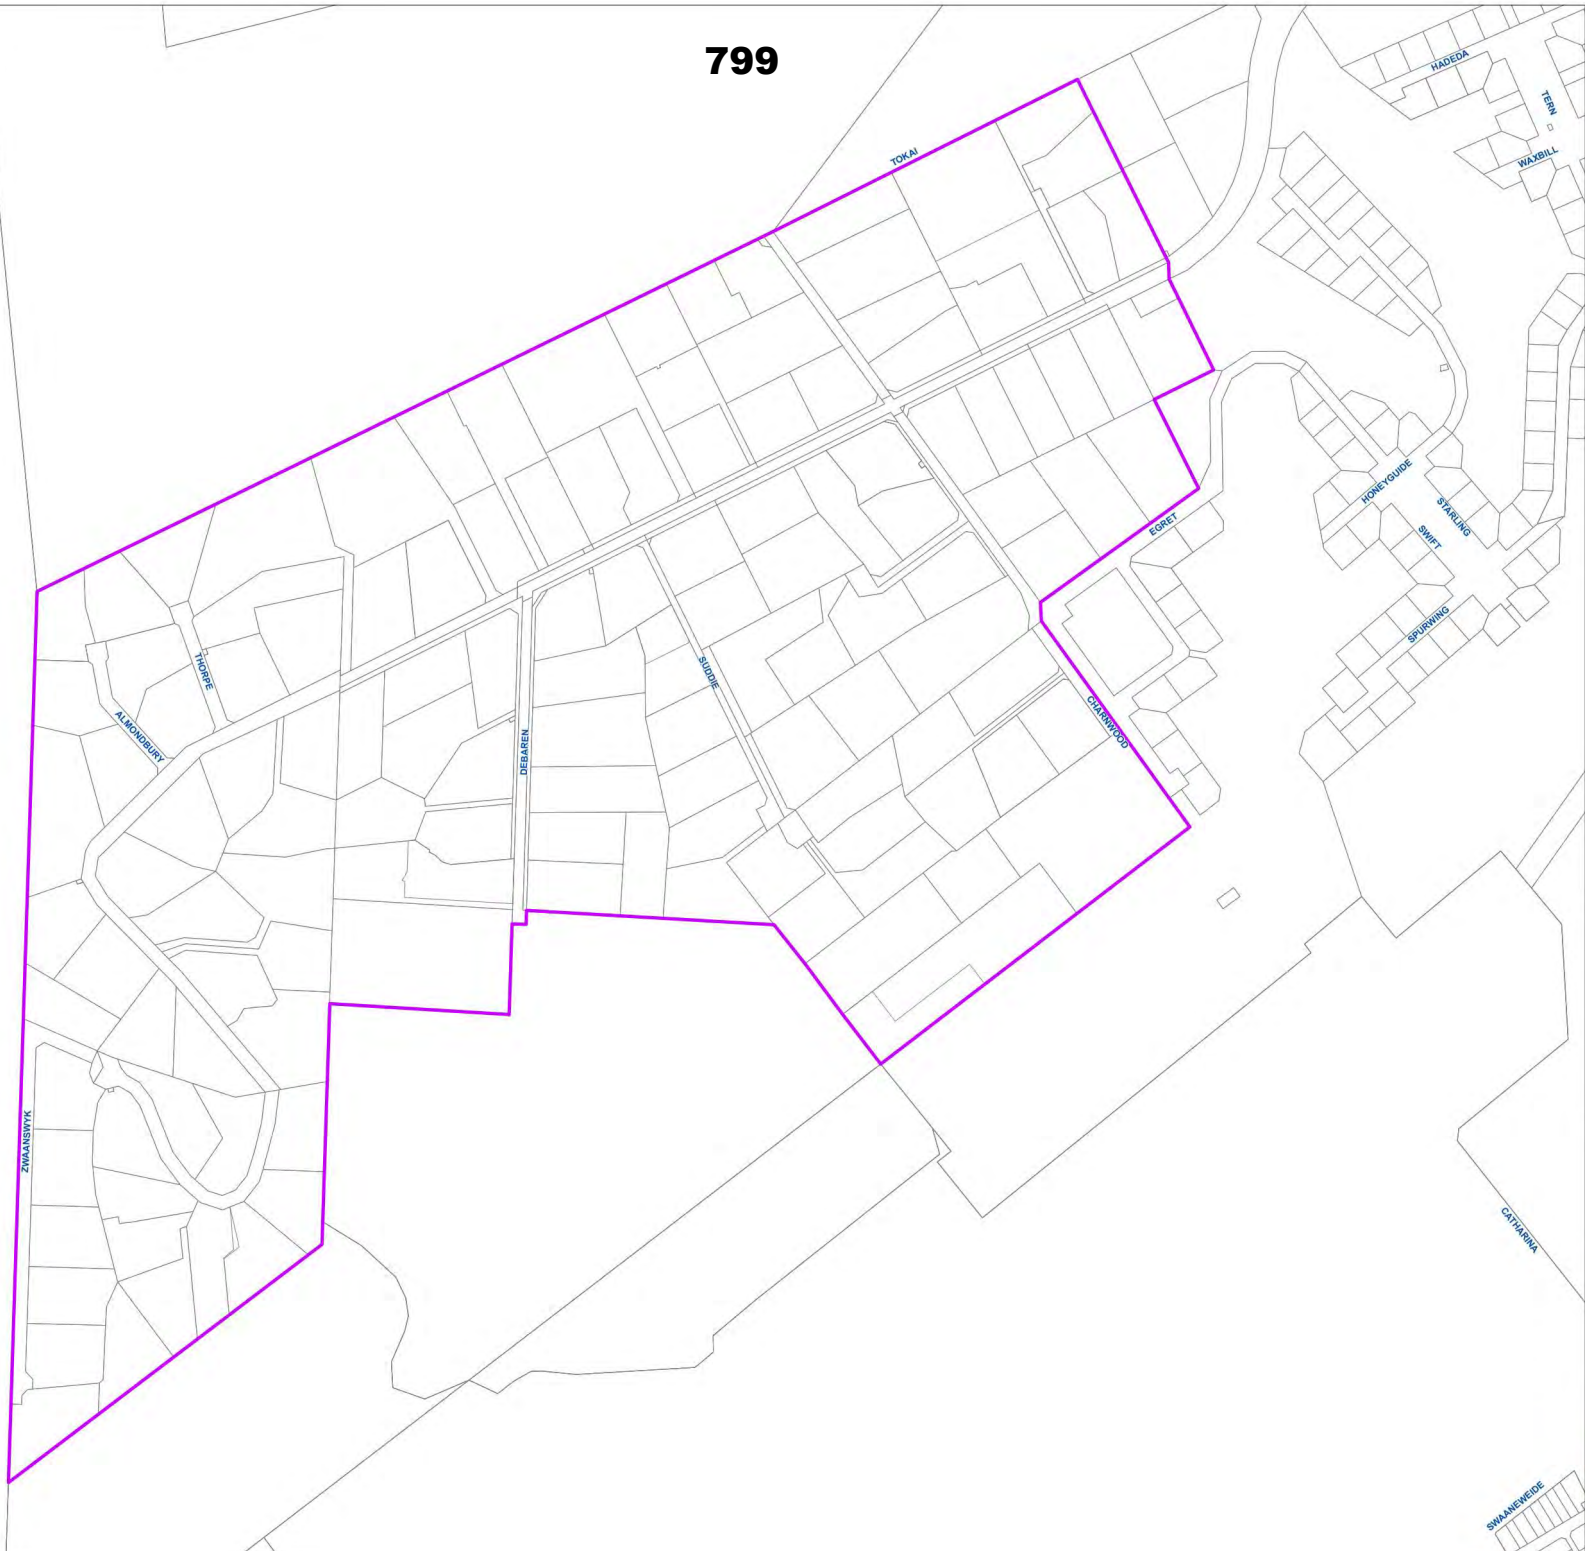 799
HADEDA
TERN
TOKAI
WAXBILL
HONEYGUIDE
STARLING
EGRET
SWIFT
SPURWING
THORPE
SUDDIE
ALMONDBURY
CHARNWOOD
DEBAREN
ZWAANSWYK
CATHARINA
SWAANEWEIDE